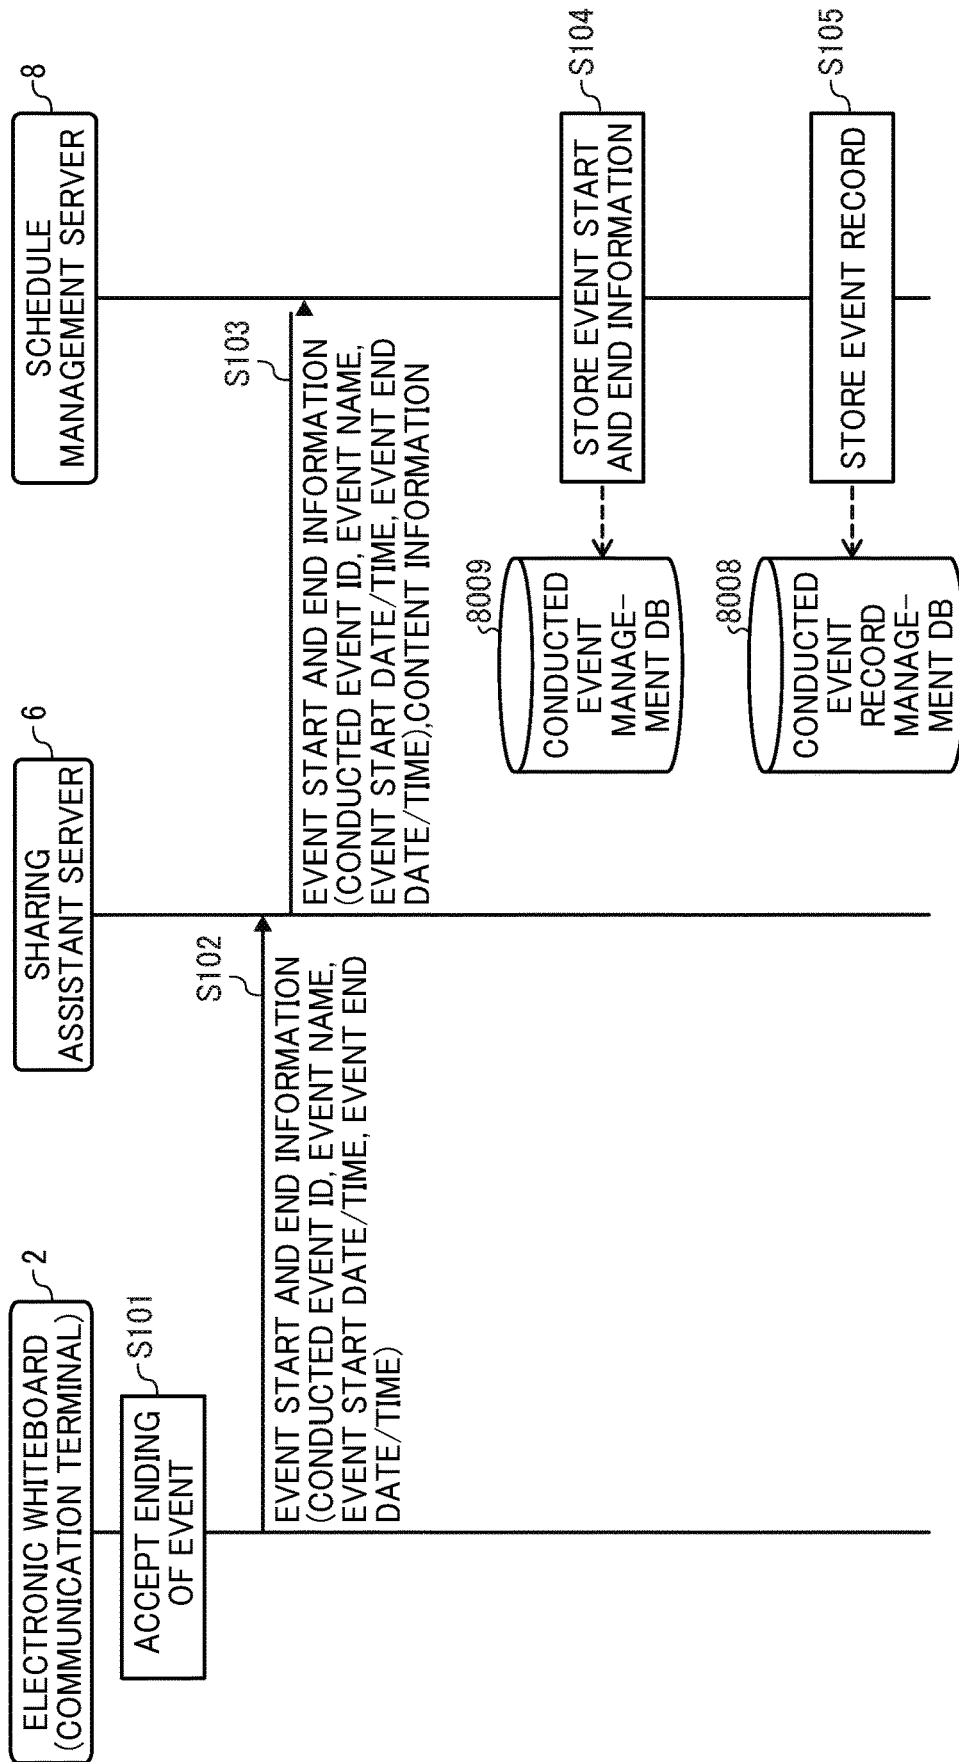 ELECTRONIC WHITEBOARD
(COMMUNICATION TERMINAL)
2
SHARING
ASSISTANT SERVER
6
SCHEDULE
MANAGEMENT SERVER
8
ACCEPT ENDING
OF EVENT
S101
S102
EVENT START AND END INFORMATION
(CONDUCTED EVENT ID, EVENT NAME,
EVENT START DATE/TIME, EVENT END
DATE/TIME)
S103
EVENT START AND END INFORMATION
(CONDUCTED EVENT ID, EVENT NAME,
EVENT START DATE/TIME, EVENT END
DATE/TIME),CONTENT INFORMATION
8009
CONDUCTED
EVENT
MANAGE-
MENT DB
STORE EVENT START
AND END INFORMATION
S104
8008
CONDUCTED
EVENT
RECORD
MANAGE-
MENT DB
STORE EVENT RECORD
S105